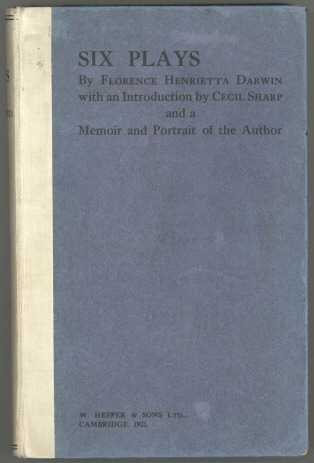 SIX PLAYS
By FLORENCE HENRIETTA DARWIN
with an Introduction by CECIL SHARP
and a
Memoir and Portrait of the Author
W. HEFFER & SONS LTD.,
CAMBRIDGE, 1921.